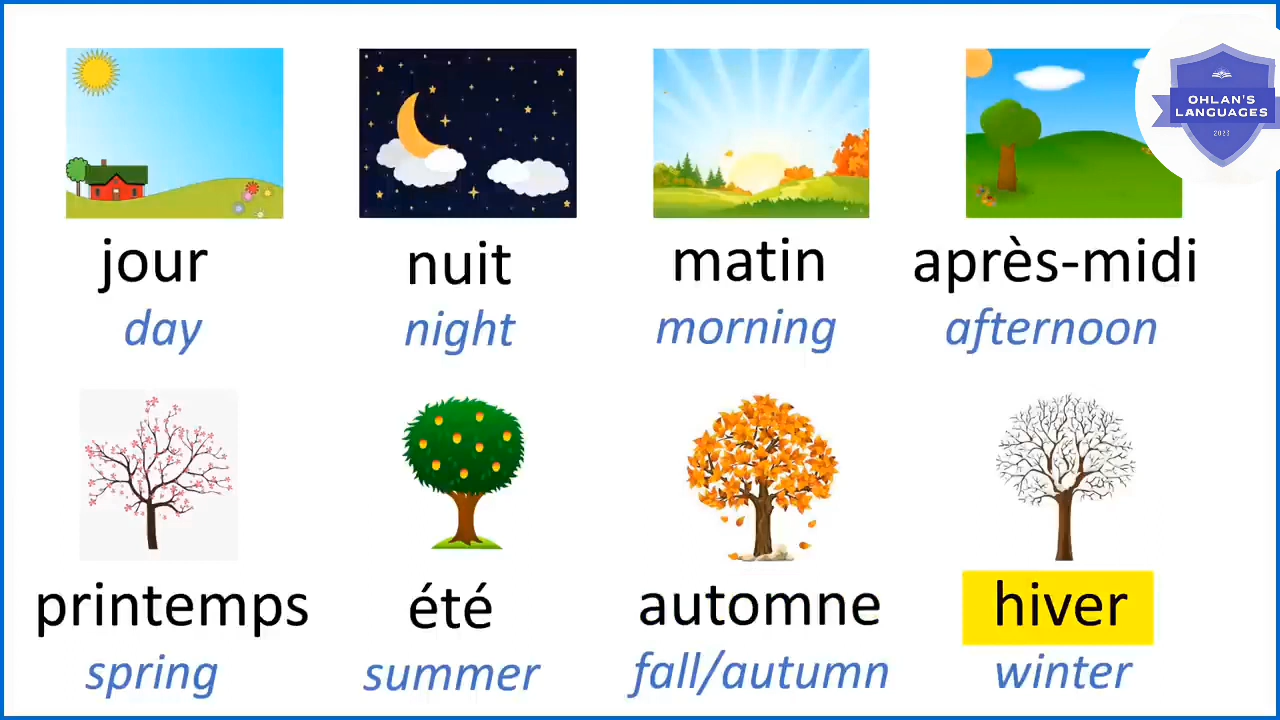 OHLAN'S
LANGUAGES
2023
jour nuit matin après-midi
day night morning afternoon
printemps été automne hiver
spring summer fall/autumn winter